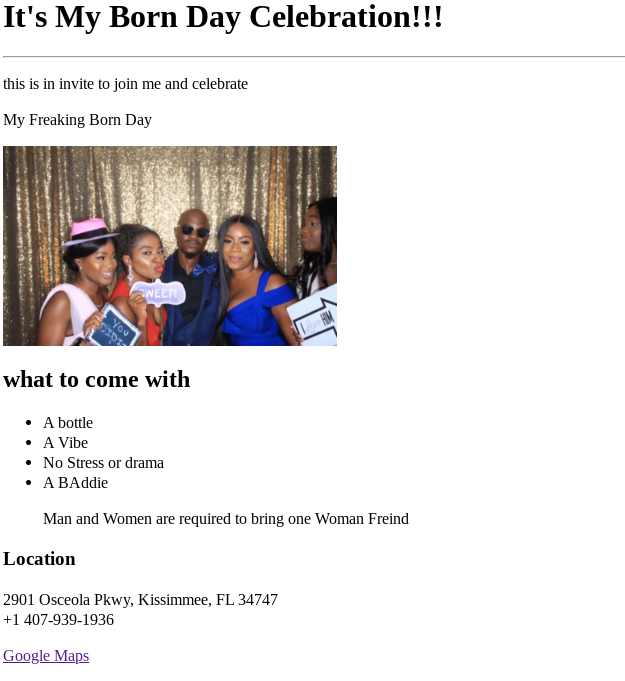 It's My Born Day Celebration!!!
this is in invite to join me and celebrate
My Freaking Born Day
SWEET!
YOU
DID IT
I HIM
what to come with
A bottle
A Vibe
No Stress or drama
A BAddie
Man and Women are required to bring one Woman Freind
Location
2901 Osceola Pkwy, Kissimmee, FL 34747
+1 407-939-1936
Google Maps